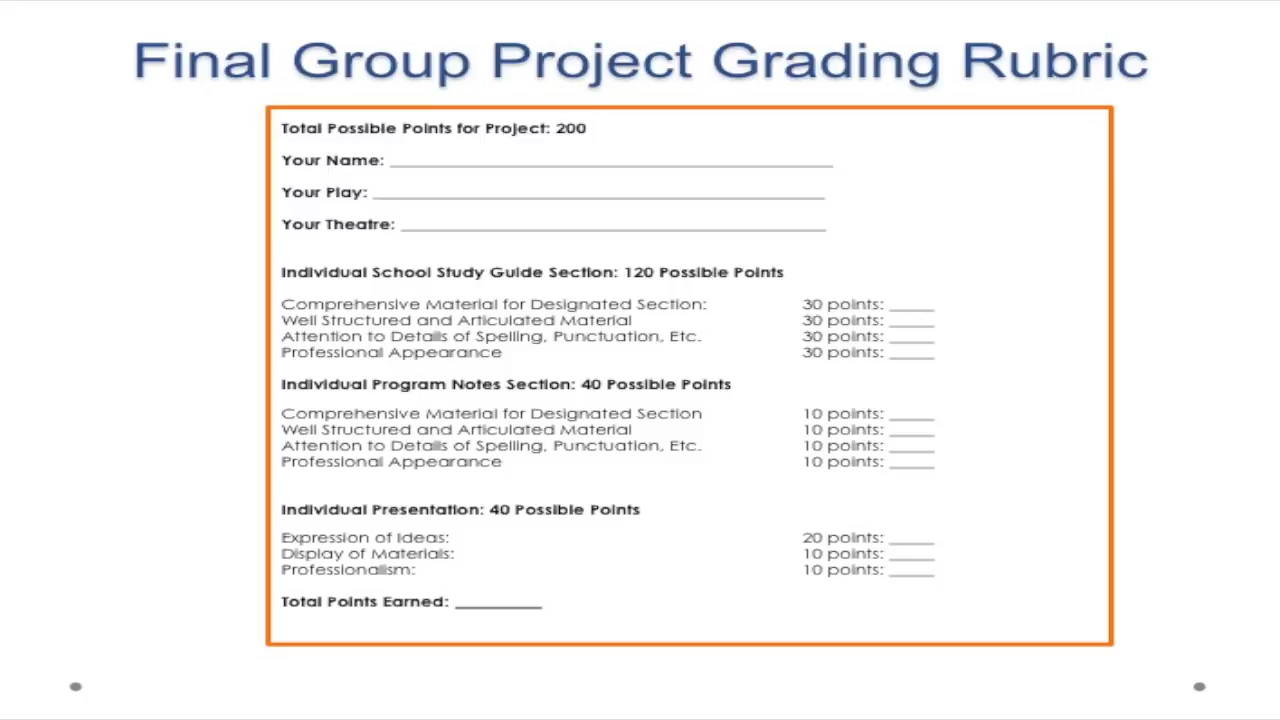 Final Group Project Grading Rubric
Total Possible Points for Project: 200
Your Name: ____________________
Your Play: ____________________
Your Theatre: ____________________
Individual School Study Guide Section: 120 Possible Points
Comprehensive Material for Designated Section: 30 points: _____
Well Structured and Articulated Material 30 points: _____
Attention to Details of Spelling, Punctuation, Etc. 30 points: _____
Professional Appearance 30 points: _____
Individual Program Notes Section: 40 Possible Points
Comprehensive Material for Designated Section 10 points: _____
Well Structured and Articulated Material 10 points: _____
Attention to Details of Spelling, Punctuation, Etc. 10 points: _____
Professional Appearance 10 points: _____
Individual Presentation: 40 Possible Points
Expression of Ideas: 20 points: _____
Display of Materials: 10 points: _____
Professionalism: 10 points: _____
Total Points Earned: _________